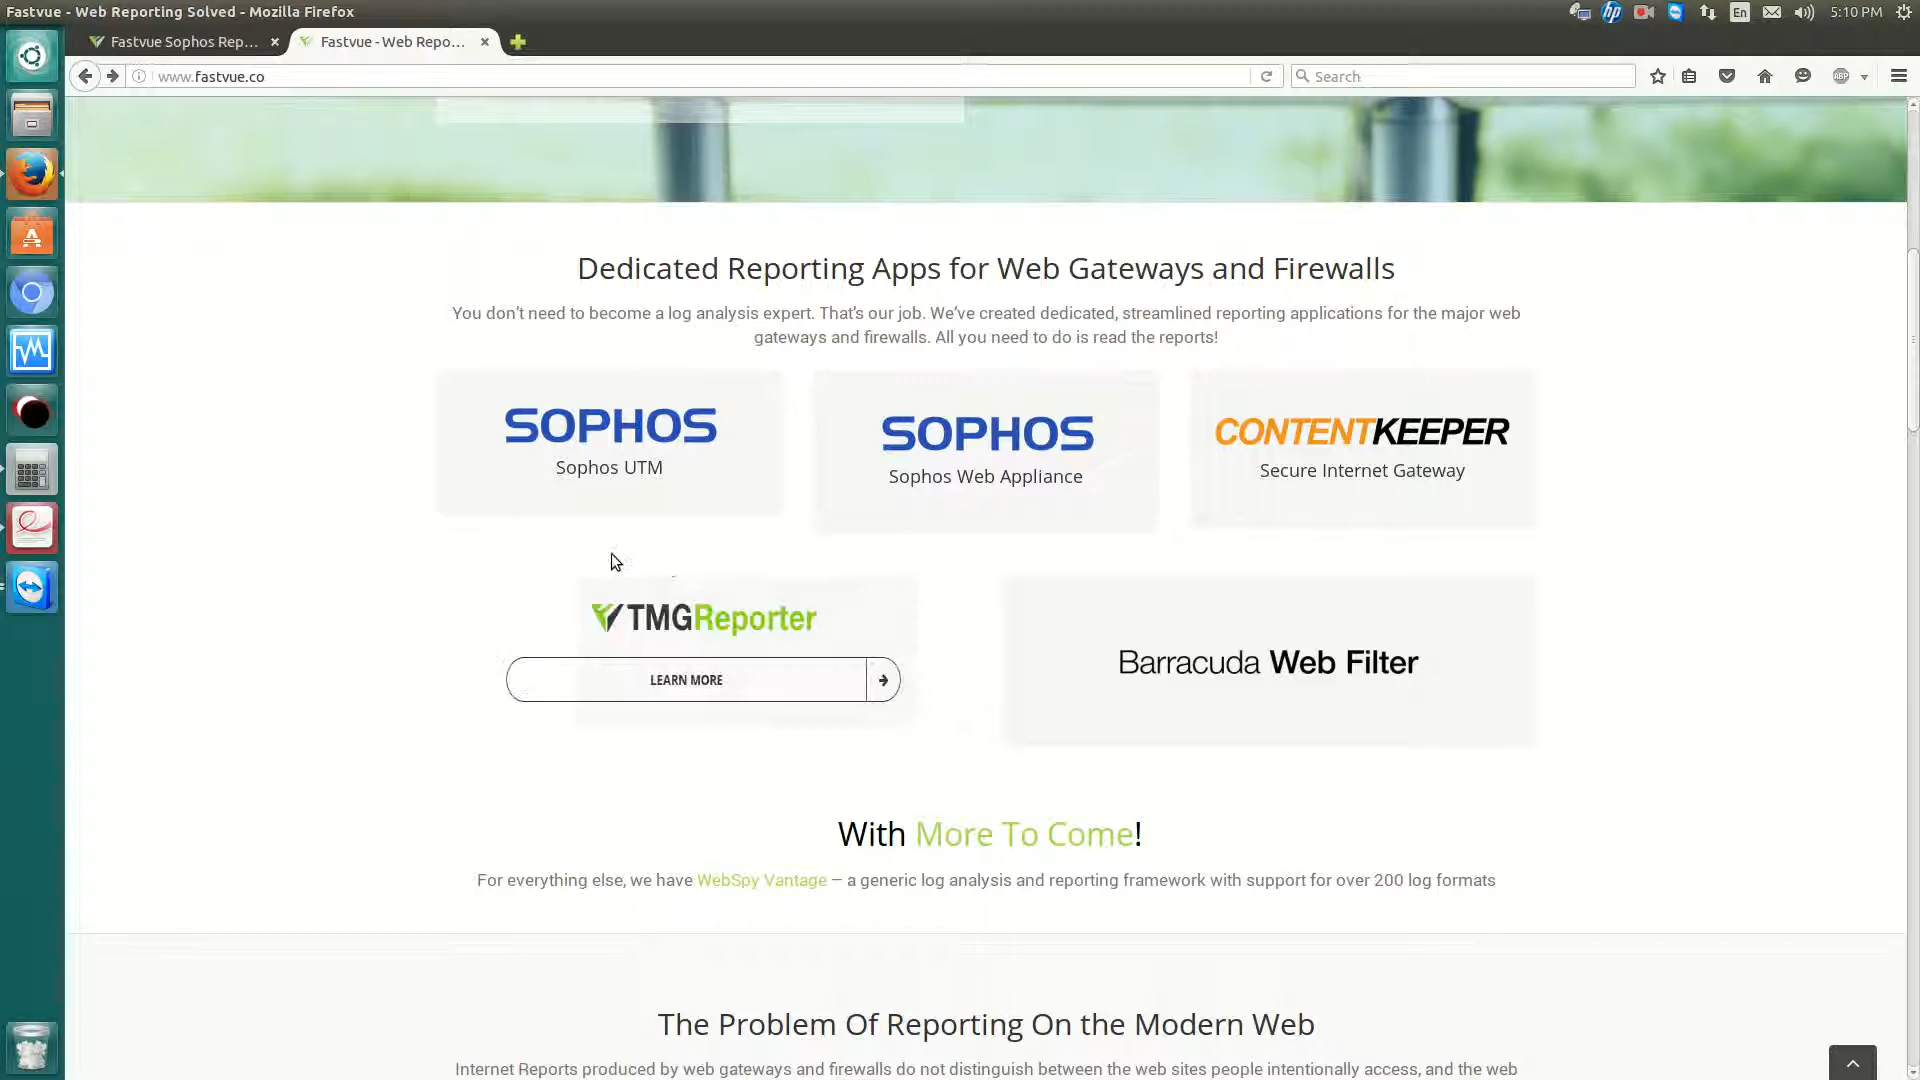 Fastvue - Web Reporting Solved - Mozilla Firefox
En
5:10 PM
Fastvue Sophos Rep...
Fastvue - Web Repo...
www.fastvue.co
Search
ABP
Dedicated Reporting Apps for Web Gateways and Firewalls
You don't need to become a log analysis expert. That's our job. We've created dedicated, streamlined reporting applications for the major web
gateways and firewalls. All you need to do is read the reports!
SOPHOS
Sophos UTM
SOPHOS
Sophos Web Appliance
CONTENTKEEPER
Secure Internet Gateway
TMGReporter
LEARN MORE
Barracuda Web Filter
With More To Come!
For everything else, we have WebSpy Vantage — a generic log analysis and reporting framework with support for over 200 log formats
The Problem Of Reporting On the Modern Web
Internet Reports produced by web gateways and firewalls do not distinguish between the web sites people intentionally access, and the web